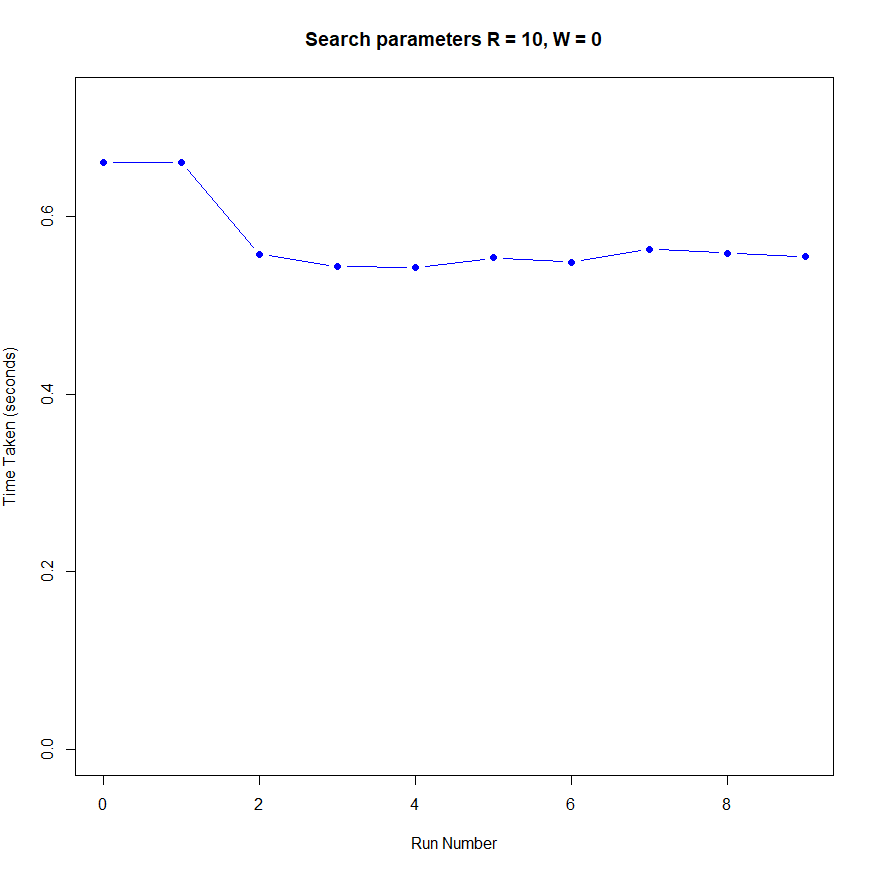 Search parameters R = 10, W = 0
Time Taken (seconds)
0.6
0.4
0.2
0.0
0 2 4 6 8
Run Number